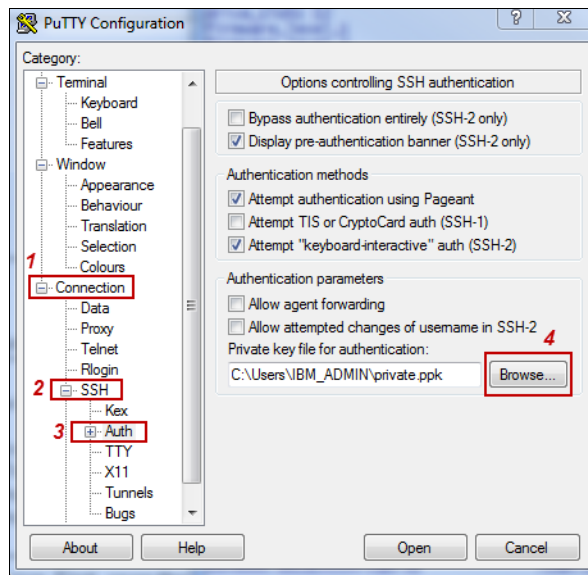 PuTTY Configuration
Category:
Terminal
Keyboard
Bell
Features
Window
Appearance
Behaviour
Translation
Selection
Colours
1
Connection
Data
Proxy
Telnet
Rlogin
2
SSH
Kex
3
Auth
TTY
X11
Tunnels
Bugs
Options controlling SSH authentication
Bypass authentication entirely (SSH-2 only)
Display pre-authentication banner (SSH-2 only)
Authentication methods
Attempt authentication using Pageant
Attempt TIS or CryptoCard auth (SSH-1)
Attempt "keyboard-interactive" auth (SSH-2)
Authentication parameters
Allow agent forwarding
Allow attempted changes of username in SSH-2
Private key file for authentication:
4
C:\Users\IBM_ADMIN\private.ppk
Browse...
About
Help
Open
Cancel